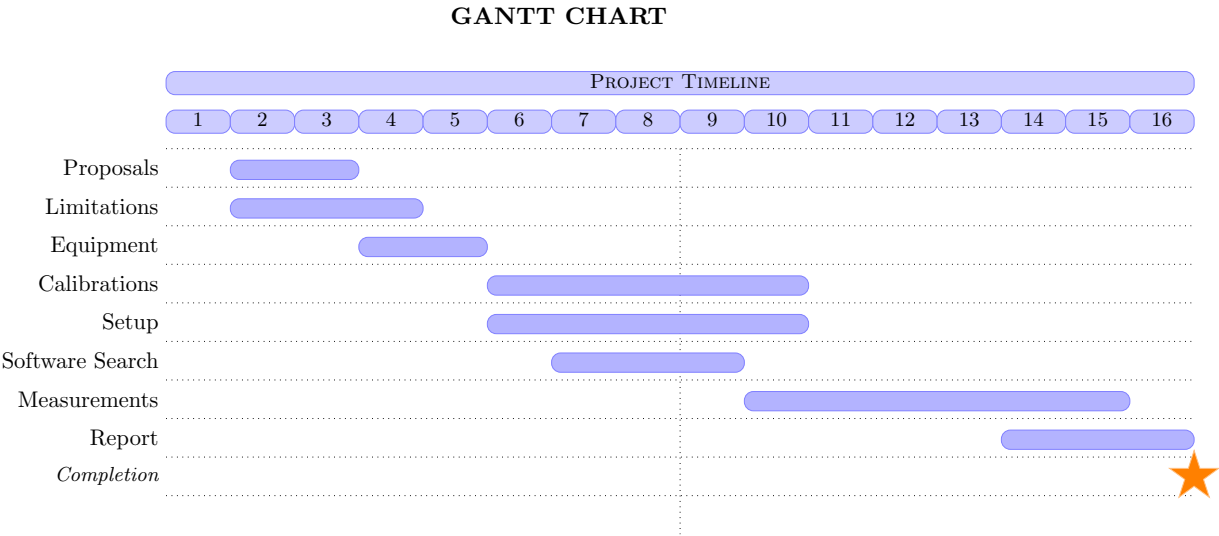 GANTT CHART
PROJECT TIMELINE
1 2 3 4 5 6 7 8 9 10 11 12 13 14 15 16
Proposals
Limitations
Equipment
Calibrations
Setup
Software Search
Measurements
Report
Completion